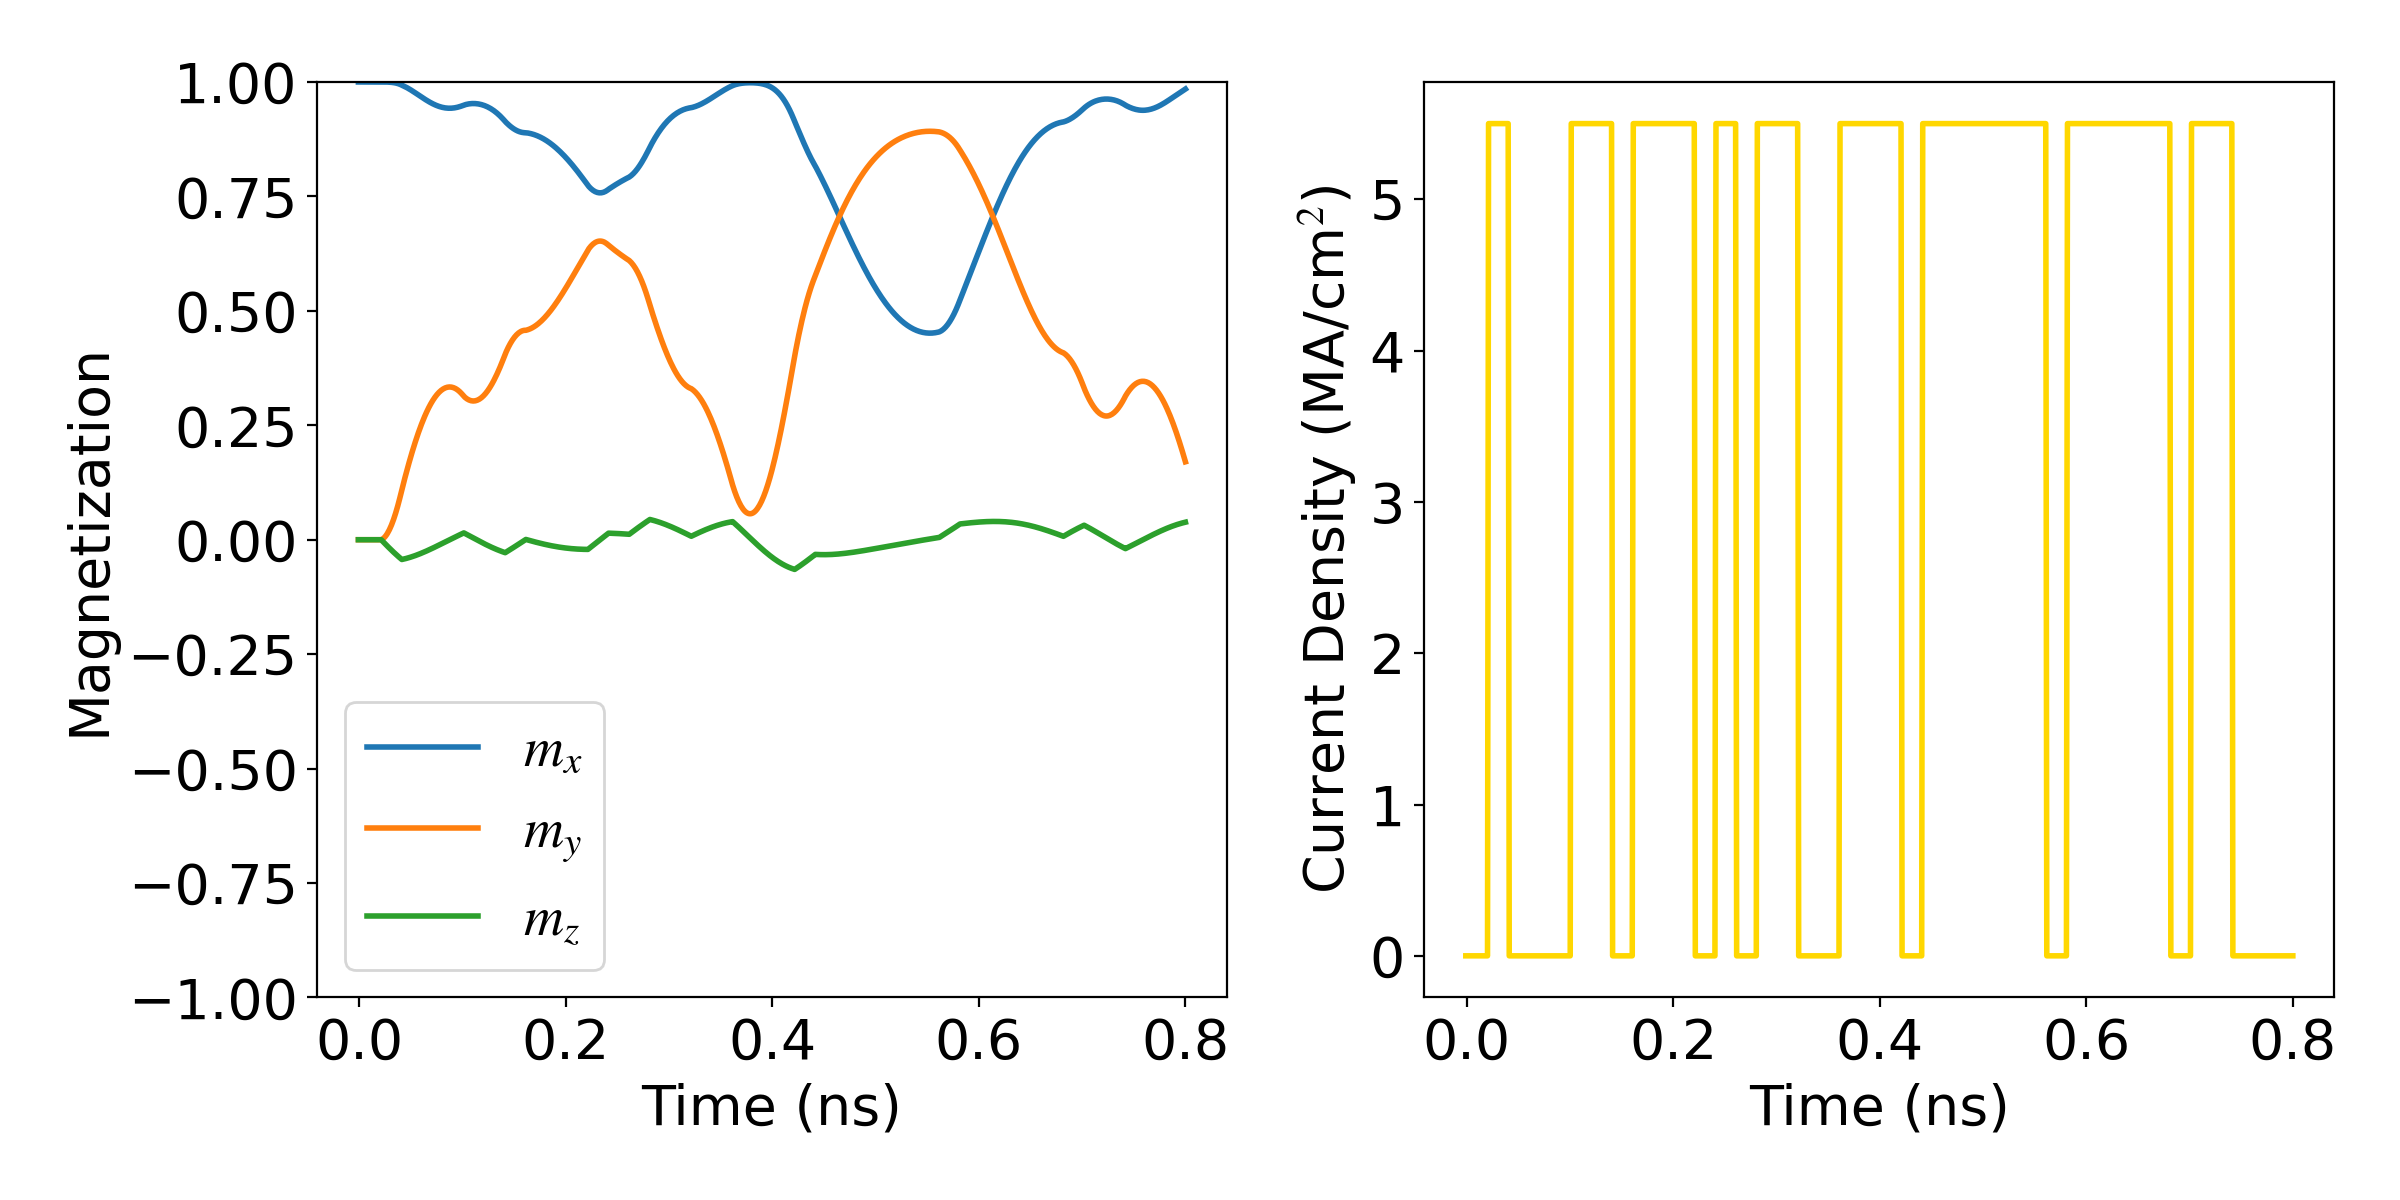 1.00
0.75
0.50
0.25
0.00
−0.25
−0.50
−0.75
−1.00
Magnetization
m_x
m_y
m_z
0.0 0.2 0.4 0.6 0.8
Time (ns)
5
4
3
2
1
0
Current Density (MA/cm²)
0.0 0.2 0.4 0.6 0.8
Time (ns)